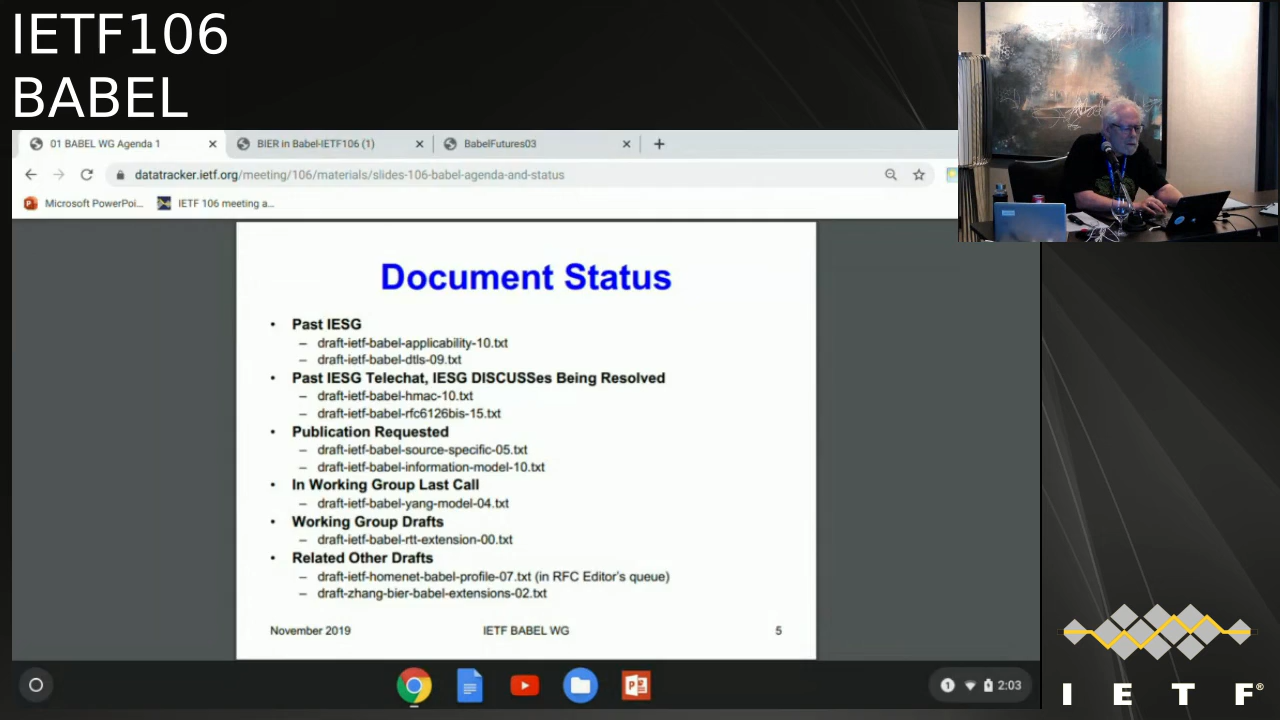 IETF106
BABEL
01 BABEL WG Agenda 1
BIER in Babel-IETF106 (1)
BabelFutures03
datatracker.ietf.org/meeting/106/materials/slides-106-babel-agenda-and-status
Microsoft PowerPoi...
IETF 106 meeting a...
Document Status
• Past IESG
– draft-ietf-babel-applicability-10.txt
– draft-ietf-babel-dtls-09.txt
• Past IESG Telechat, IESG DISCUSSes Being Resolved
– draft-ietf-babel-hmac-10.txt
– draft-ietf-babel-rfc6126bis-15.txt
• Publication Requested
– draft-ietf-babel-source-specific-05.txt
– draft-ietf-babel-information-model-10.txt
• In Working Group Last Call
– draft-ietf-babel-yang-model-04.txt
• Working Group Drafts
– draft-ietf-babel-rtt-extension-00.txt
• Related Other Drafts
– draft-ietf-homenet-babel-profile-07.txt (in RFC Editor's queue)
– draft-zhang-bier-babel-extensions-02.txt
November 2019 IETF BABEL WG 5
1 2:03
I E T F®